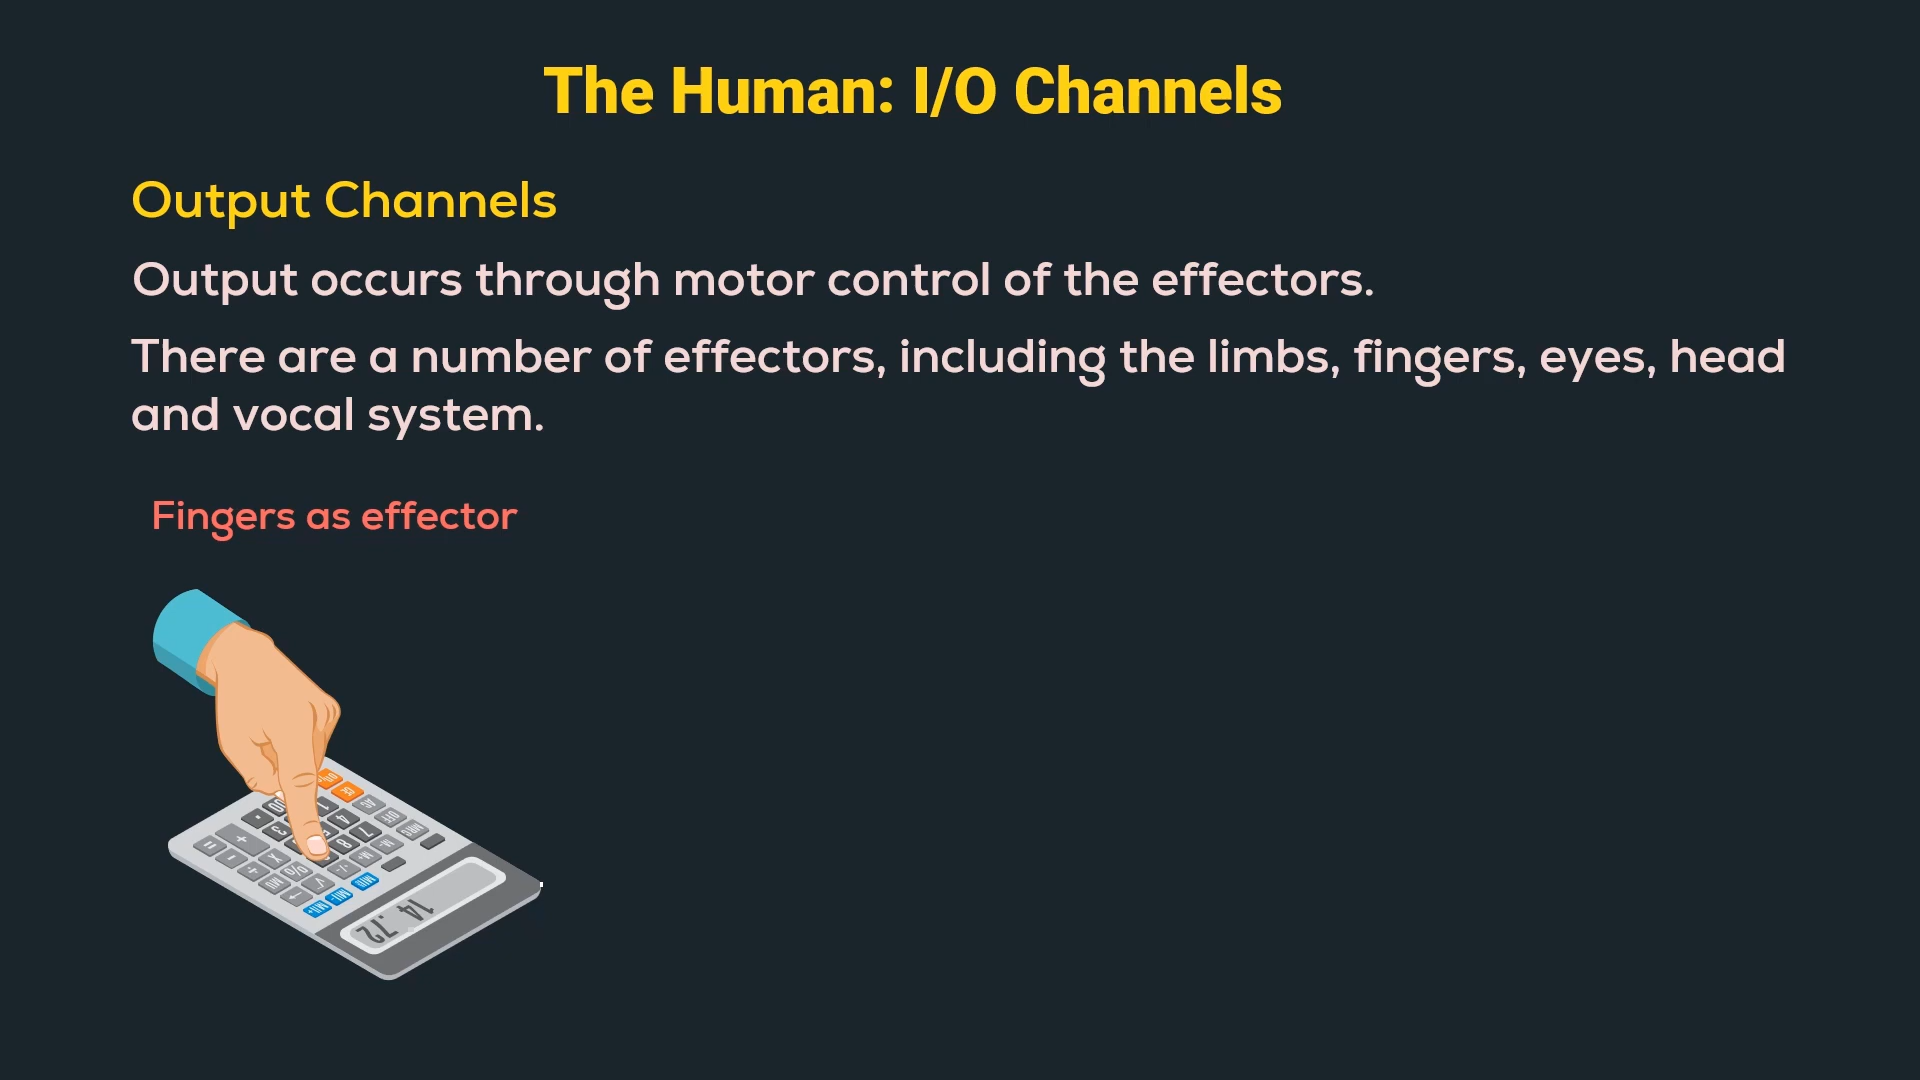 The Human: I/O Channels
Output Channels
Output occurs through motor control of the effectors.
There are a number of effectors, including the limbs, fingers, eyes, head
and vocal system.
Fingers as effector
14.72